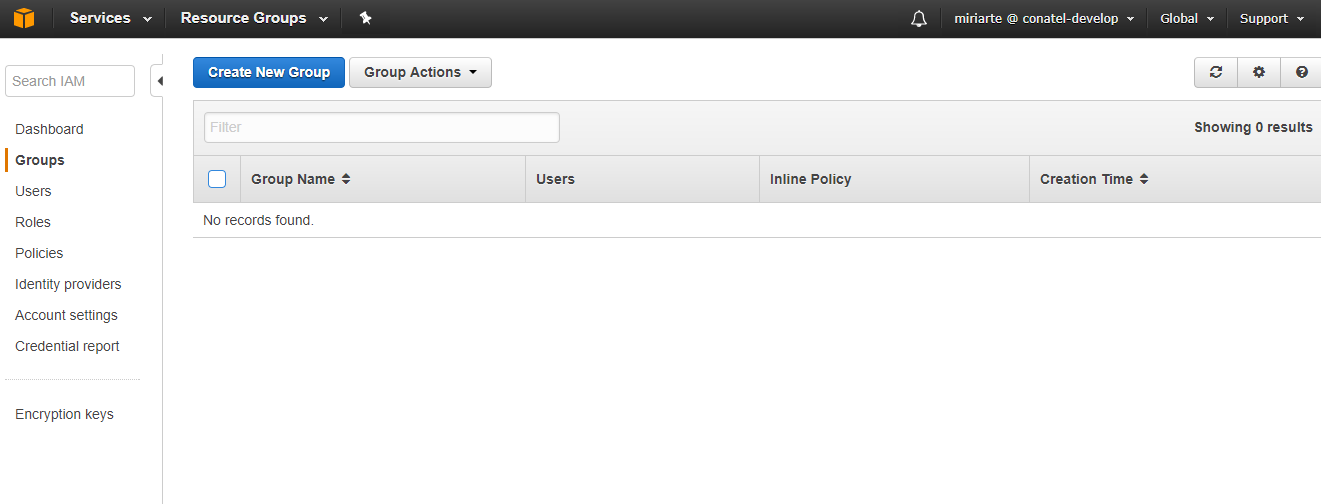 Services Resource Groups miriarte @ conatel-develop Global Support
Search IAM
Dashboard
Groups
Users
Roles
Policies
Identity providers
Account settings
Credential report
Encryption keys
Create New Group Group Actions
Filter Showing 0 results
Group Name Users Inline Policy Creation Time
No records found.